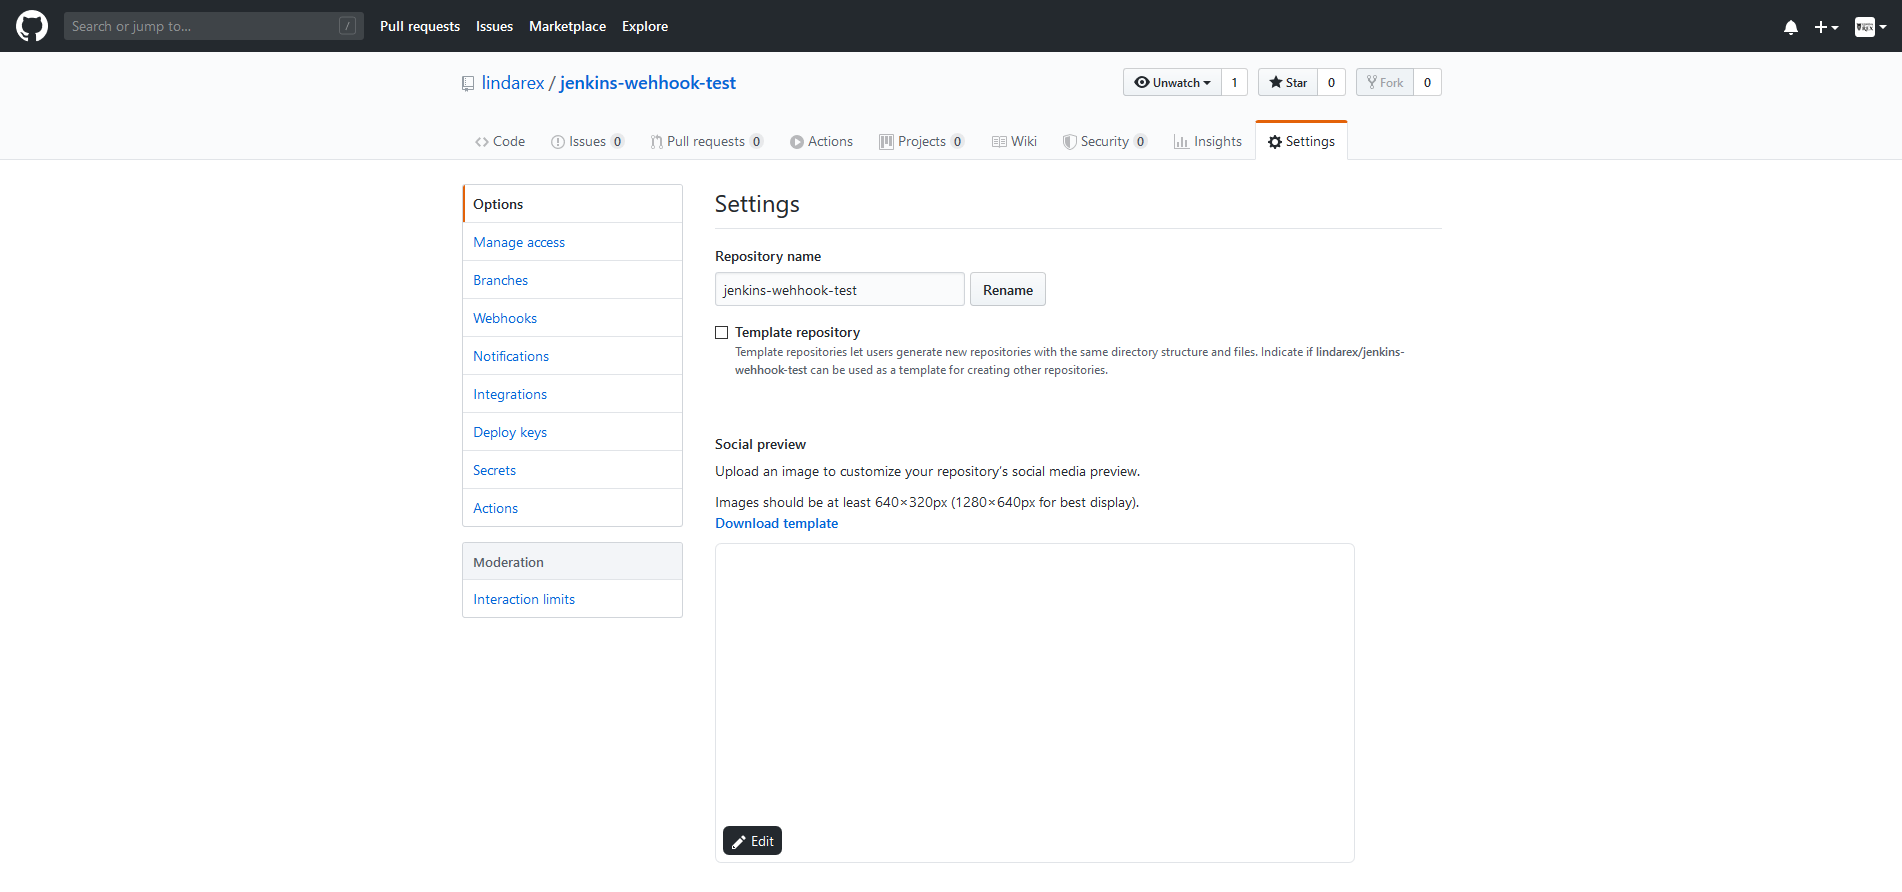 Search or jump to... /
Pull requests Issues Marketplace Explore
lindarex / jenkins-wehhook-test
Unwatch 1 Star 0 Fork 0
Code Issues 0 Pull requests 0 Actions Projects 0 Wiki Security 0 Insights Settings
Options
Manage access
Branches
Webhooks
Notifications
Integrations
Deploy keys
Secrets
Actions
Moderation
Interaction limits
Settings
Repository name
jenkins-wehhook-test Rename
Template repository
Template repositories let users generate new repositories with the same directory structure and files. Indicate if lindarex/jenkins-
wehhook-test can be used as a template for creating other repositories.
Social preview
Upload an image to customize your repository's social media preview.
Images should be at least 640×320px (1280×640px for best display).
Download template
Edit